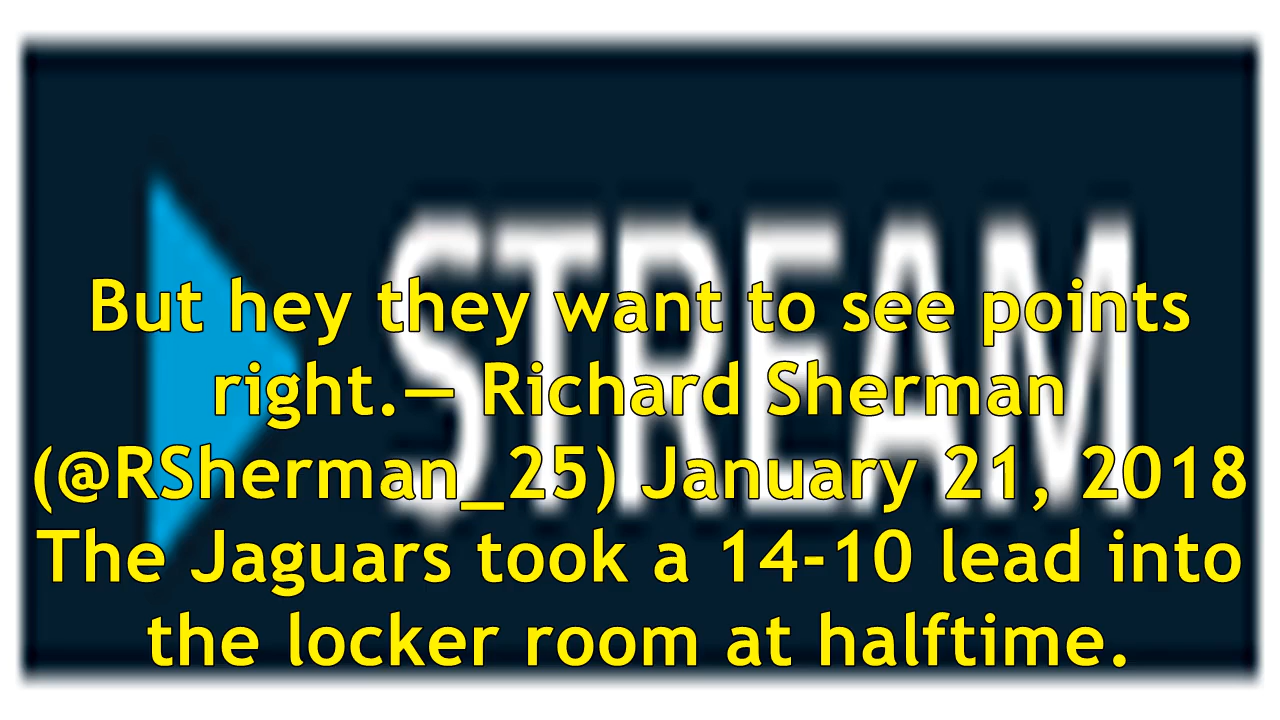 STREAM
But hey they want to see points
right.— Richard Sherman
(@RSherman_25) January 21, 2018
The Jaguars took a 14-10 lead into
the locker room at halftime.